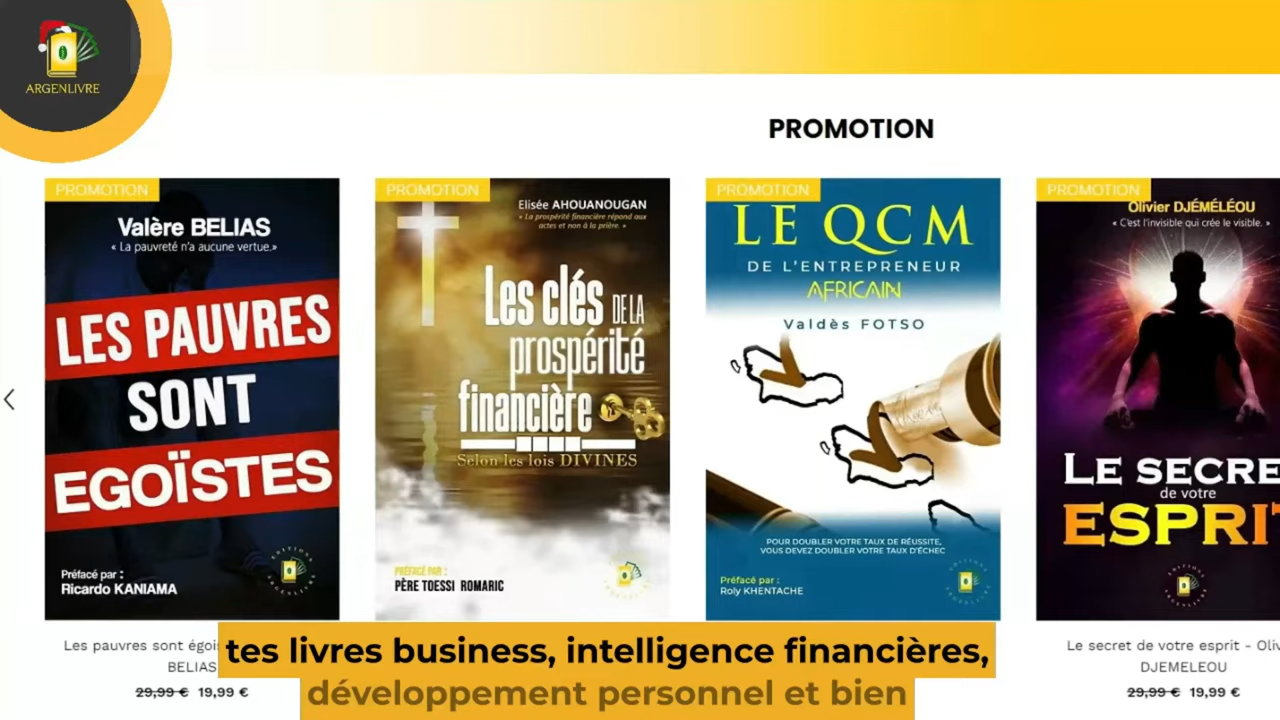 ARGENLIVRE
PROMOTION
PROMOTION
Valère BELIAS
« La pauvreté n'a aucune vertue.»
LES PAUVRES
SONT
EGOÏSTES
Préfacé par :
Ricardo KANIAMA
PROMOTION
Elisée AHOUANOUGAN
« La prospérité financière répond aux
actes et non à la prière. »
Les clés DE LA
prospérité
financière
Selon les lois DIVINES
PRÉFACÉ PAR :
PÈRE TOESSI ROMARIC
PROMOTION
LE QCM
DE L'ENTREPRENEUR
AFRICAIN
Valdès FOTSO
POUR DOUBLER VOTRE TAUX DE RÉUSSITE,
VOUS DEVEZ DOUBLER VOTRE TAUX D'ÉCHEC
Préfacé par :
Roly KHENTACHE
PROMOTION
Olivier DJÉMÉLÉOU
« C'est l'invisible qui crée le visible. »
LE SECRE
de votre
ESPRIT
Les pauvres sont égoï
BELIAS
29,99 € 19,99 €
Le secret de votre esprit - Oliv
DJEMELEOU
29,99 € 19,99 €
tes livres business, intelligence financières,
développement personnel et bien